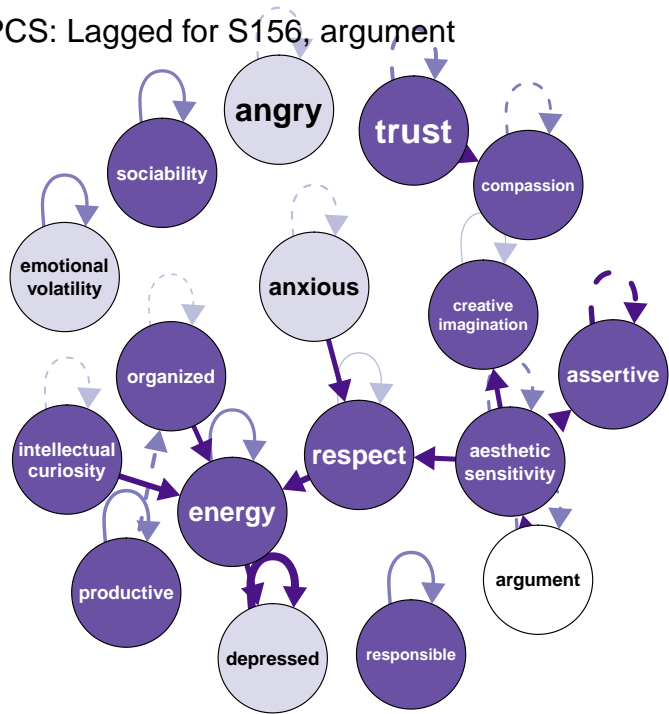 PCS: Lagged for S156, argument
angry
trust
sociability
compassion
emotional
volatility
anxious
creative
imagination
organized
assertive
intellectual
curiosity
respect
aesthetic
sensitivity
energy
argument
productive
depressed
responsible